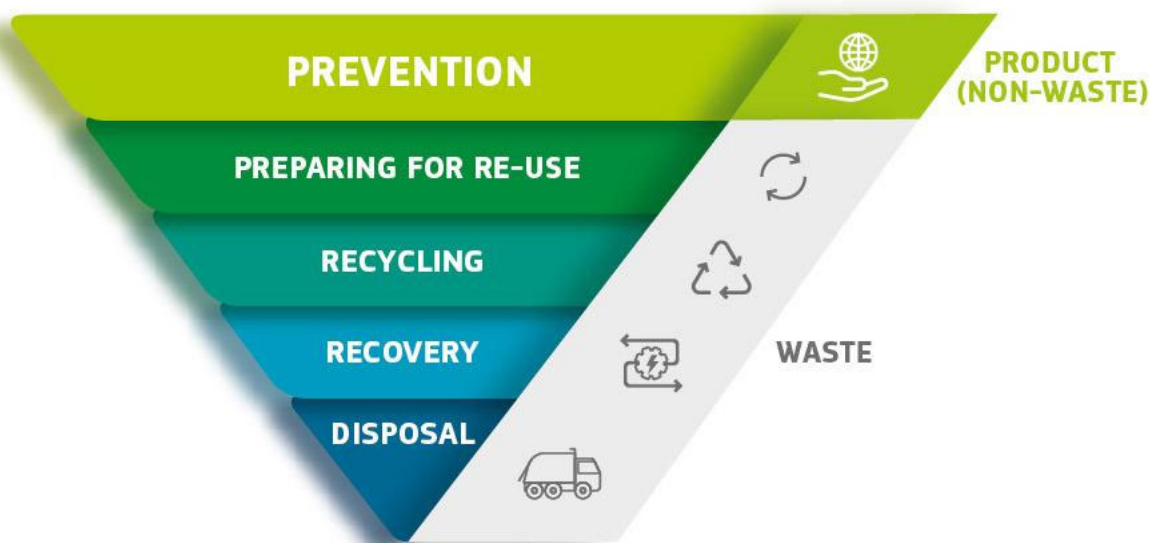 PREVENTION
PRODUCT
(NON-WASTE)
PREPARING FOR RE-USE
RECYCLING
RECOVERY
WASTE
DISPOSAL